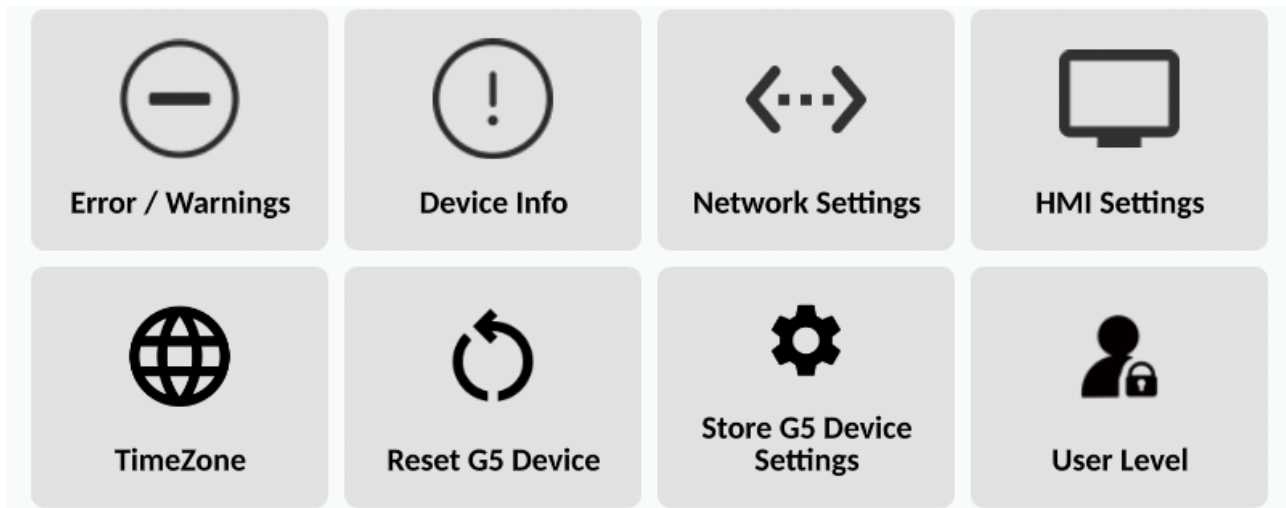 Error / Warnings
Device Info
Network Settings
HMI Settings
TimeZone
Reset G5 Device
Store G5 Device
Settings
User Level